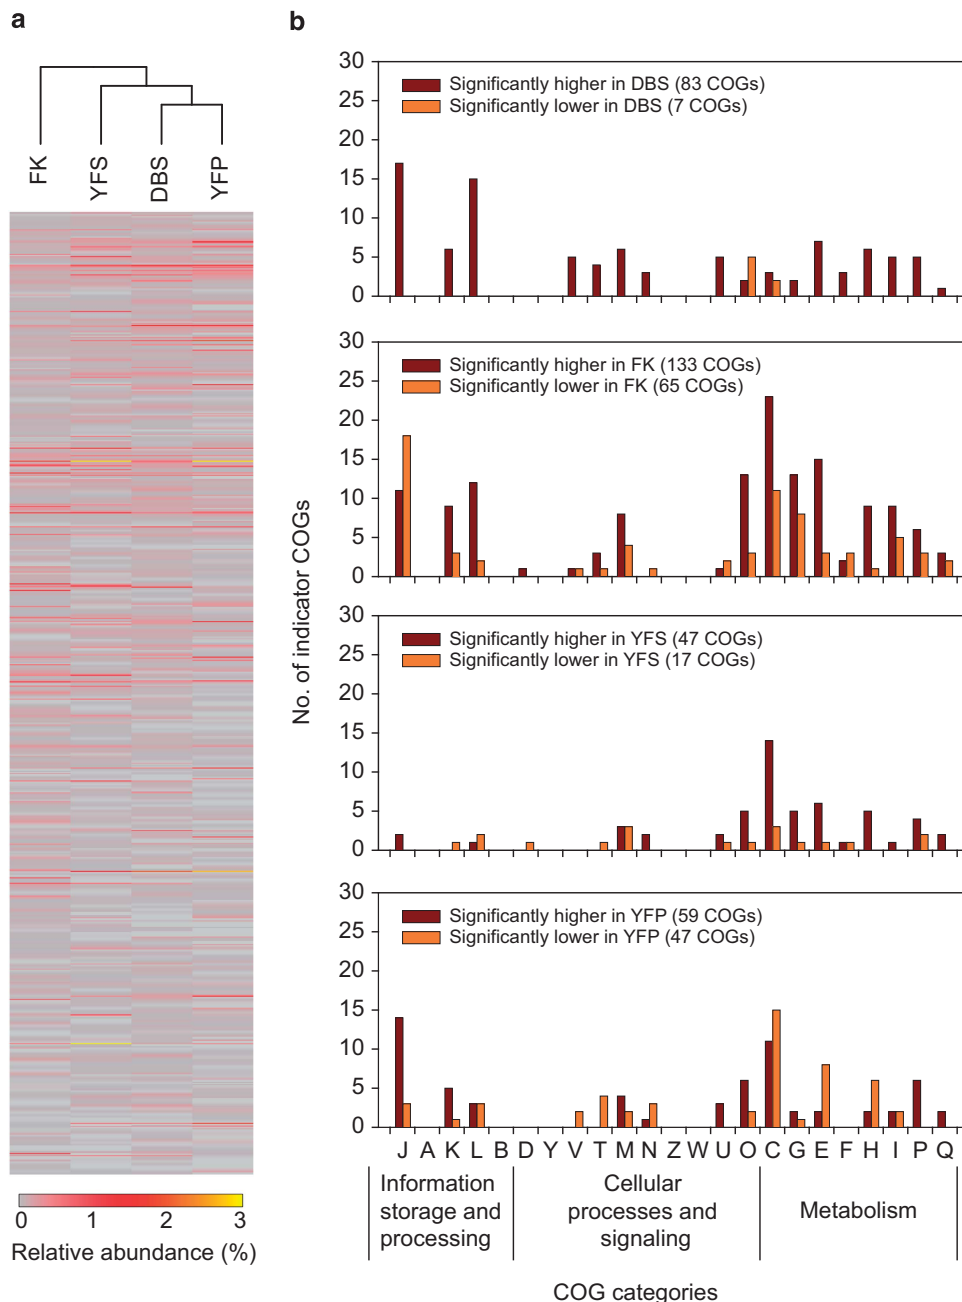 a
FK
YFS
DBS
YFP
0 1 2 3
Relative abundance (%)
b
No. of indicator COGs
30
25
20
15
10
5
0
Significantly higher in DBS (83 COGs)
Significantly lower in DBS (7 COGs)
30
25
20
15
10
5
0
Significantly higher in FK (133 COGs)
Significantly lower in FK (65 COGs)
30
25
20
15
10
5
0
Significantly higher in YFS (47 COGs)
Significantly lower in YFS (17 COGs)
30
25
20
15
10
5
0
Significantly higher in YFP (59 COGs)
Significantly lower in YFP (47 COGs)
J A K L B D Y V T M N Z W U O C G E F H I P Q
Information
storage and
processing
Cellular
processes and
signaling
Metabolism
COG categories